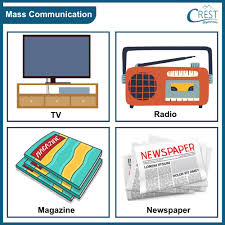 Mass Communication
CREST
TV
Radio
MAGAZINE
Magazine
NEWSPAPER
Newspaper